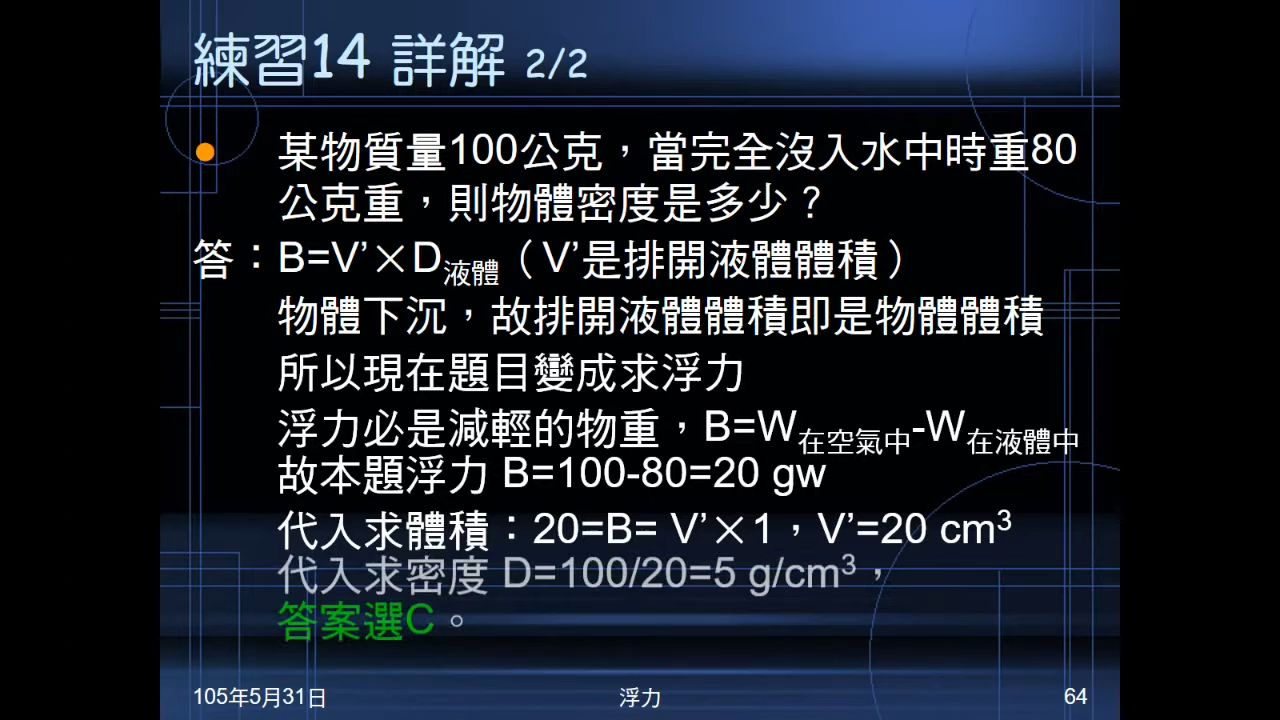 練習14 詳解 2/2
某物質量100公克，當完全沒入水中時重80
公克重，則物體密度是多少？
答：B=V’×D液體（V’是排開液體體積）
物體下沉，故排開液體體積即是物體體積
所以現在題目變成求浮力
浮力必是減輕的物重，B=W在空氣中-W在液體中
故本題浮力 B=100-80=20 gw
代入求體積：20=B= V’×1，V’=20 cm³
代入求密度 D=100/20=5 g/cm³，
答案選C。
105年5月31日
浮力
64